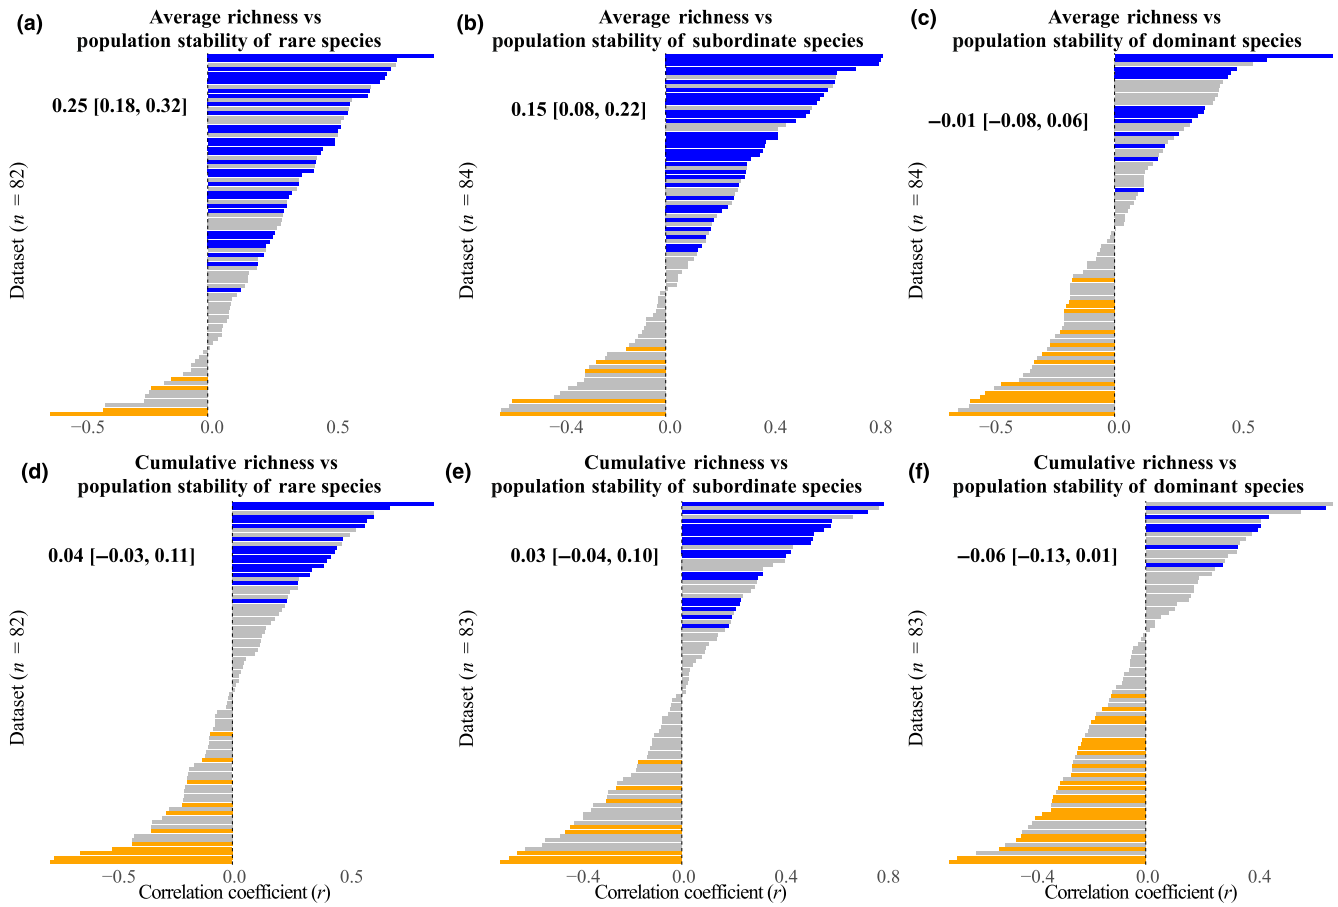 (a)
Average richness vs
population stability of rare species
0.25 [0.18, 0.32]
Dataset (n = 82)
−0.5
0.0
0.5
(b)
Average richness vs
population stability of subordinate species
0.15 [0.08, 0.22]
Dataset (n = 84)
−0.4
0.0
0.4
0.8
(c)
Average richness vs
population stability of dominant species
−0.01 [−0.08, 0.06]
Dataset (n = 84)
−0.5
0.0
0.5
(d)
Cumulative richness vs
population stability of rare species
0.04 [−0.03, 0.11]
Dataset (n = 82)
−0.5
0.0
0.5
Correlation coefficient (r)
(e)
Cumulative richness vs
population stability of subordinate species
0.03 [−0.04, 0.10]
Dataset (n = 83)
−0.4
0.0
0.4
0.8
Correlation coefficient (r)
(f)
Cumulative richness vs
population stability of dominant species
−0.06 [−0.13, 0.01]
Dataset (n = 83)
−0.4
0.0
0.4
Correlation coefficient (r)